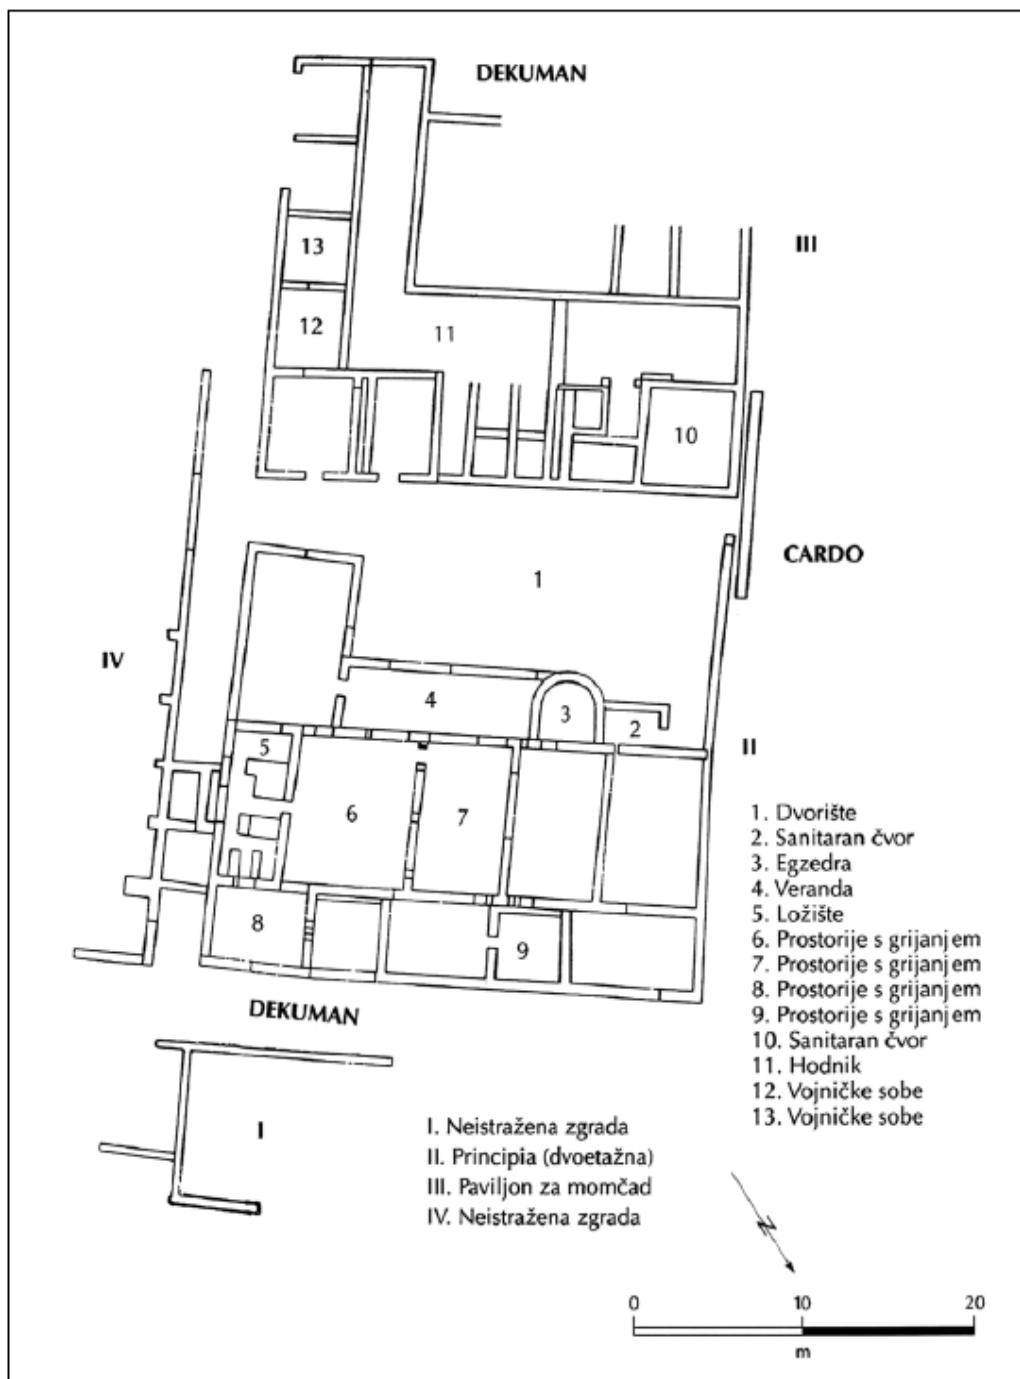 DEKUMAN
III
13
12
11
10
CARDO
1
IV
4
3
2
II
5
6
7
8
9
DEKUMAN
I
1. Dvorište
2. Sanitaran čvor
3. Egzedra
4. Veranda
5. Ložište
6. Prostorije s grijanjem
7. Prostorije s grijanjem
8. Prostorije s grijanjem
9. Prostorije s grijanjem
10. Sanitaran čvor
11. Hodnik
12. Vojničke sobe
13. Vojničke sobe
I. Neistražena zgrada
II. Principia (dvoetažna)
III. Paviljon za momčad
IV. Neistražena zgrada
N
0 10 20
m